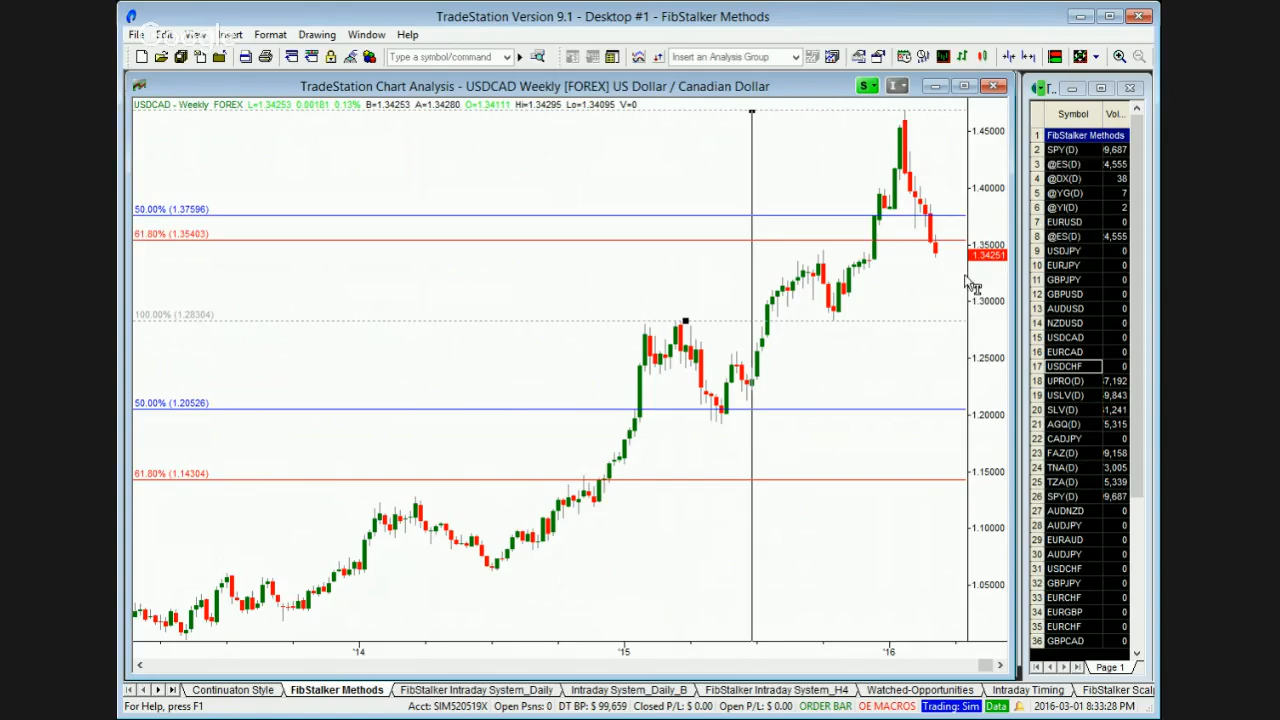 TradeStation Version 9.1 - Desktop #1 - FibStalker Methods
File Edit View Insert Format Drawing Window Help
Google
Type a symbol/command
Insert an Analysis Group
TradeStation Chart Analysis - USDCAD Weekly [FOREX] US Dollar / Canadian Dollar
USDCAD - Weekly FOREX L=1.34253 0.00181 0.13% B=1.34253 A=1.34280 O=1.34111 Hi=1.34295 Lo=1.34095 V=0
1.45000
1.40000
50.00% (1.37596)
61.80% (1.35403)
1.35000
1.34251
1.30000
100.00% (1.28304)
1.25000
50.00% (1.20526)
1.20000
61.80% (1.14304)
1.15000
1.10000
1.05000
'14 '15 '16
Symbol Vol...
1 FibStalker Methods
2 SPY(D) 9,687
3 @ES(D) 4,555
4 @DX(D) 38
5 @YG(D) 7
6 @YI(D) 2
7 EURUSD 0
8 @ES(D) 4,555
9 USDJPY 0
10 EURJPY 0
11 GBPJPY 0
12 GBPUSD 0
13 AUDUSD 0
14 NZDUSD 0
15 USDCAD 0
16 EURCAD 0
17 USDCHF 0
18 UPRO(D) 7,192
19 USLV(D) 9,843
20 SLV(D) 1,241
21 AGQ(D) 5,315
22 CADJPY 0
23 FAZ(D) 9,158
24 TNA(D) 3,005
25 TZA(D) 5,339
26 SPY(D) 9,687
27 AUDNZD 0
28 AUDJPY 0
29 EURAUD 0
30 AUDJPY 0
31 USDCHF 0
32 GBPJPY 0
33 EURCHF 0
34 EURGBP 0
35 EURCHF 0
36 GBPCAD 0
Page 1
Continuaton Style FibStalker Methods FibStalker Intraday System_Daily Intraday System_Daily_B FibStalker Intraday System_H4 Watched-Opportunities Intraday Timing FibStalker Scal
For Help, press F1 Acct: SIM520519X Open Psns: 0 DT BP: $ 99,659 Closed P/L: $ 0.00 Open P/L: $ 0.00 ORDER BAR OE MACROS Trading: Sim Data 2016-03-01 8:33:28 PM